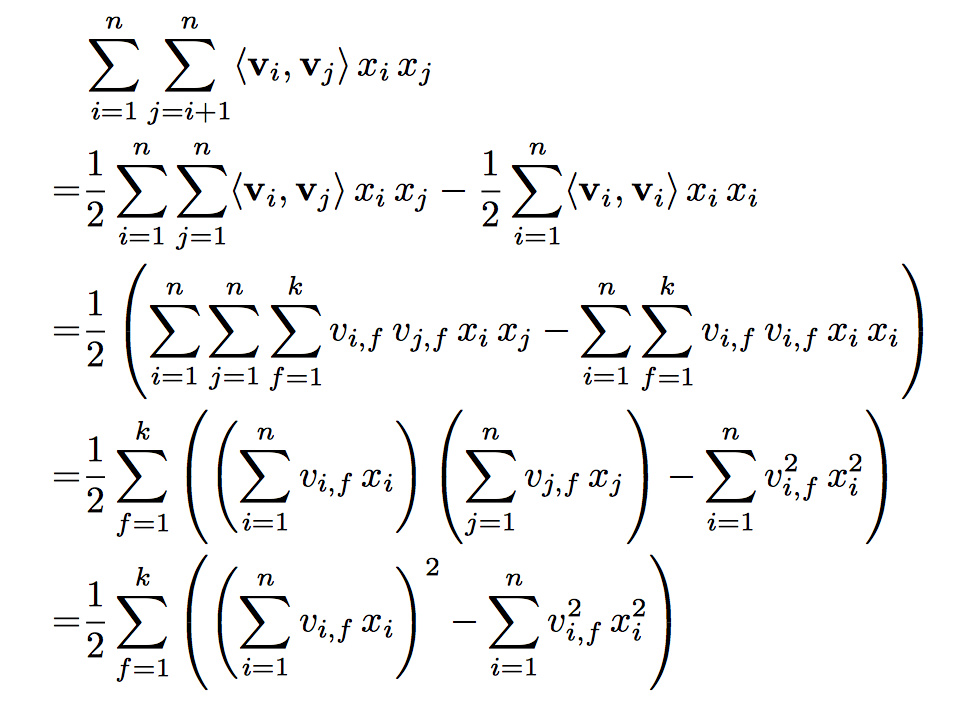 \sum_{i=1}^{n} \sum_{j=i+1}^{n} \langle \mathbf{v}_i, \mathbf{v}_j \rangle x_i x_j
= \frac{1}{2} \sum_{i=1}^{n} \sum_{j=1}^{n} \langle \mathbf{v}_i, \mathbf{v}_j \rangle x_i x_j - \frac{1}{2} \sum_{i=1}^{n} \langle \mathbf{v}_i, \mathbf{v}_i \rangle x_i x_i
= \frac{1}{2} \left( \sum_{i=1}^{n} \sum_{j=1}^{n} \sum_{f=1}^{k} v_{i,f} v_{j,f} x_i x_j - \sum_{i=1}^{n} \sum_{f=1}^{k} v_{i,f} v_{i,f} x_i x_i \right)
= \frac{1}{2} \sum_{f=1}^{k} \left( \left( \sum_{i=1}^{n} v_{i,f} x_i \right) \left( \sum_{j=1}^{n} v_{j,f} x_j \right) - \sum_{i=1}^{n} v_{i,f}^2 x_i^2 \right)
= \frac{1}{2} \sum_{f=1}^{k} \left( \left( \sum_{i=1}^{n} v_{i,f} x_i \right)^2 - \sum_{i=1}^{n} v_{i,f}^2 x_i^2 \right)